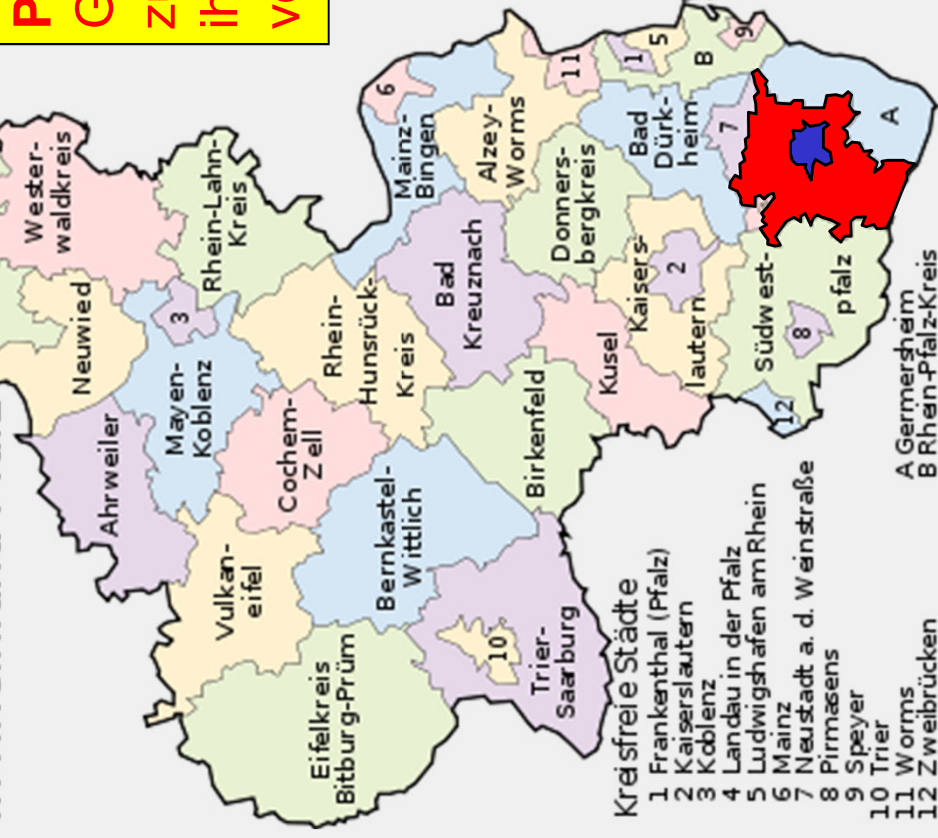 P
G
zu
ih
Wester-
waldkreis
Neuwied
Rhein-Lahn-
Kreis
3
Ahrweiler
Mayen-
Koblenz
Rhein-
Hunsrück-
Kreis
Cochem-
Zell
Vulkan-
eifel
Bernkastel-
Wittlich
Eifelkreis
Bitburg-Prüm
10
Trier-
Saarburg
Birkenfeld
Bad
Kreuznach
6
Mainz-
Bingen
Alzey-
Worms
11
Donners-
bergkreis
Kusel
Kaisers-
lautern
2
Bad
Dürk-
heim
1
5
B
9
7
A
Südwest-
pfalz
8
12
Kreisfreie Städte
1 Frankenthal (Pfalz)
2 Kaiserslautern
3 Koblenz
4 Landau in der Pfalz
5 Ludwigshafen am Rhein
6 Mainz
7 Neustadt a. d. Weinstraße
8 Pirmasens
9 Speyer
10 Trier
11 Worms
12 Zweibrücken
A Germersheim
B Rhein-Pfalz-Kreis